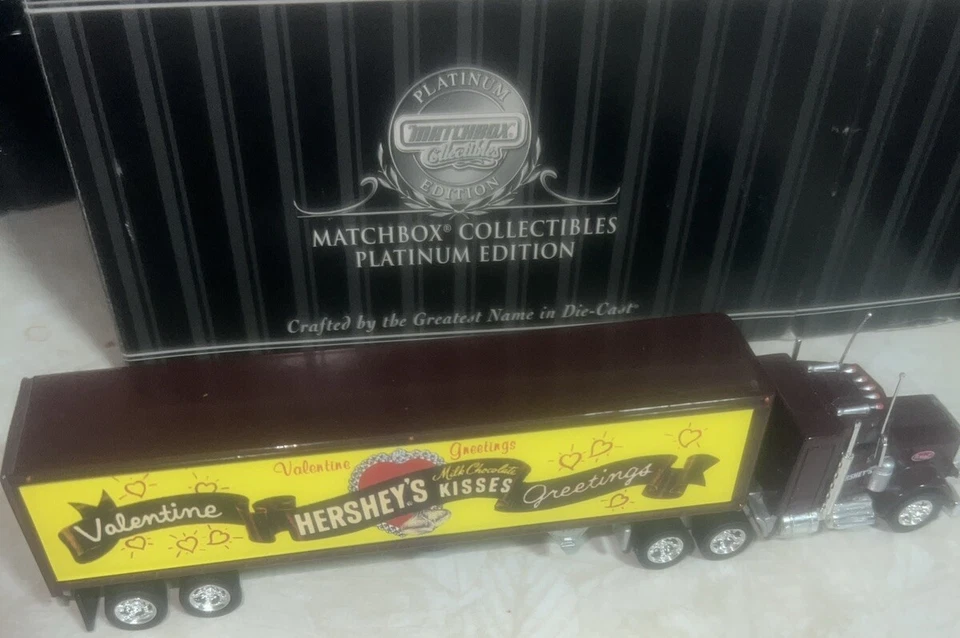 PLATINUM
MATCHBOX
Collectibles
EDITION
MATCHBOX® COLLECTIBLES
PLATINUM EDITION
Crafted by the Greatest Name in Die-Cast™
Valentine Greetings
Valentine HERSHEY'S Milk Chocolate KISSES Greetings